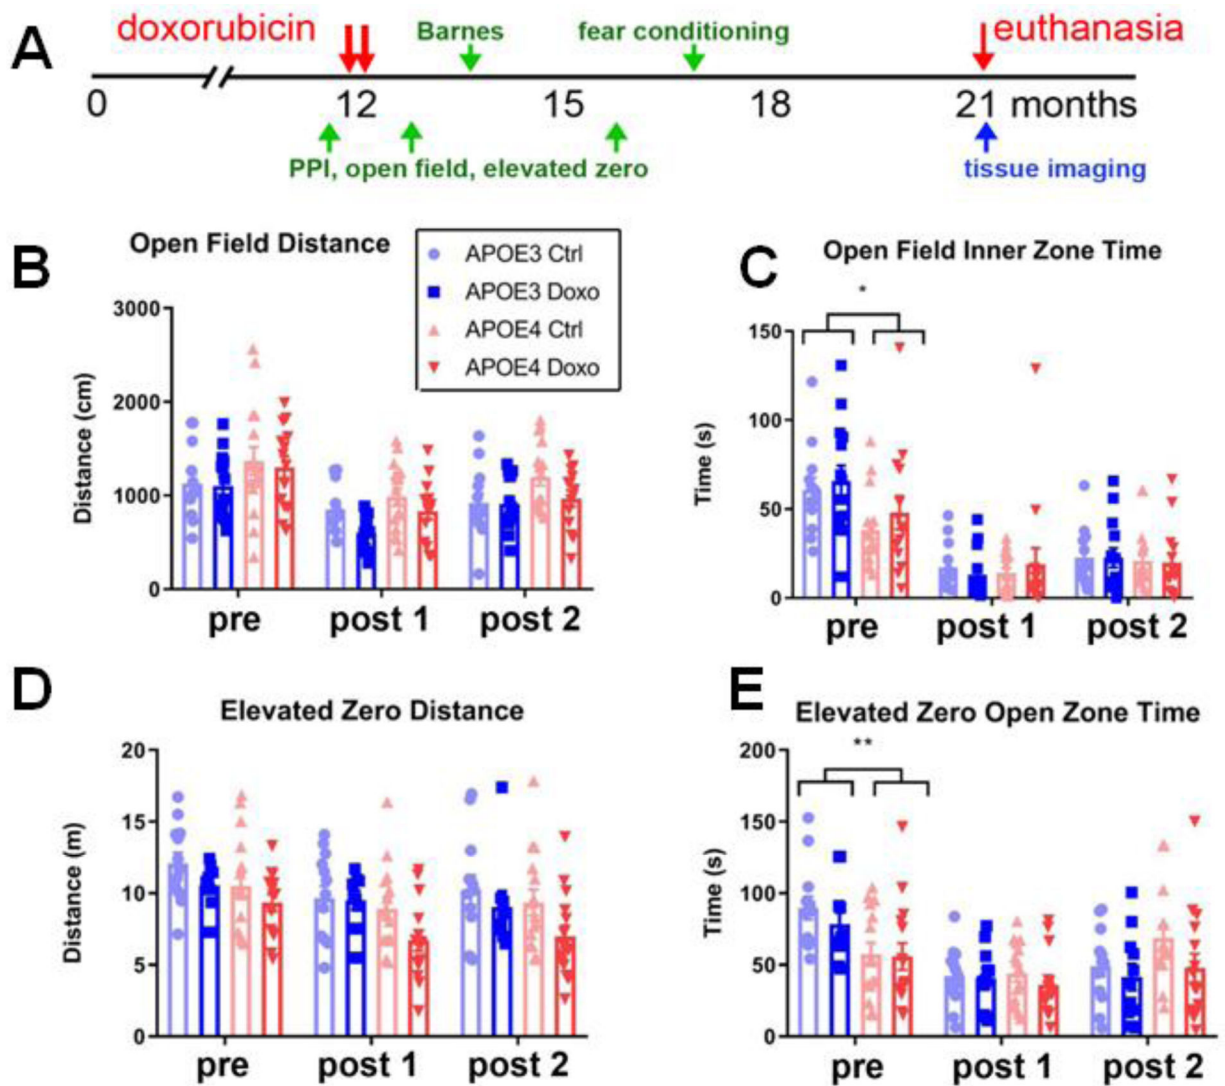 A
doxorubicin
Barnes
fear conditioning
euthanasia
0
12
15
18
21 months
PPI, open field, elevated zero
tissue imaging
B
Open Field Distance
APOE3 Ctrl
APOE3 Doxo
APOE4 Ctrl
APOE4 Doxo
Distance (cm)
3000
2000
1000
0
pre
post 1
post 2
C
Open Field Inner Zone Time
*
Time (s)
150
100
50
0
pre
post 1
post 2
D
Elevated Zero Distance
Distance (m)
20
15
10
5
0
pre
post 1
post 2
E
Elevated Zero Open Zone Time
**
Time (s)
200
150
100
50
0
pre
post 1
post 2